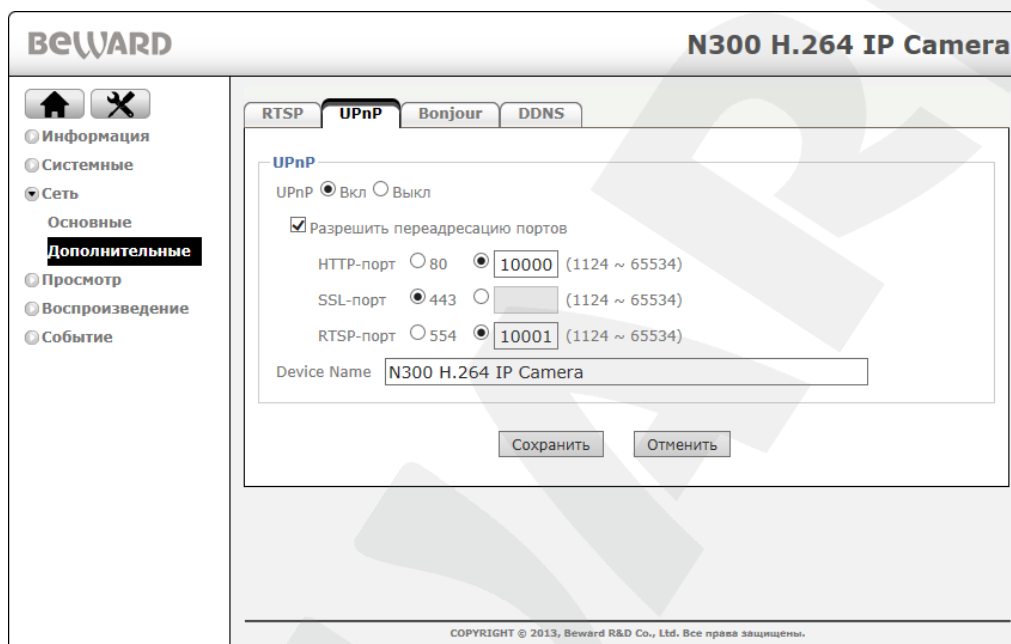 BEWARD
N300 H.264 IP Camera
RTSP UPnP Bonjour DDNS
Информация
Системные
Сеть
Основные
Дополнительные
Просмотр
Воспроизведение
Событие
UPnP
UPnP Вкл Выкл
Разрешить переадресацию портов
HTTP-порт 80 10000 (1124 ~ 65534)
SSL-порт 443 (1124 ~ 65534)
RTSP-порт 554 10001 (1124 ~ 65534)
Device Name N300 H.264 IP Camera
Сохранить Отменить
COPYRIGHT © 2013, Beward R&D Co., Ltd. Все права защищены.